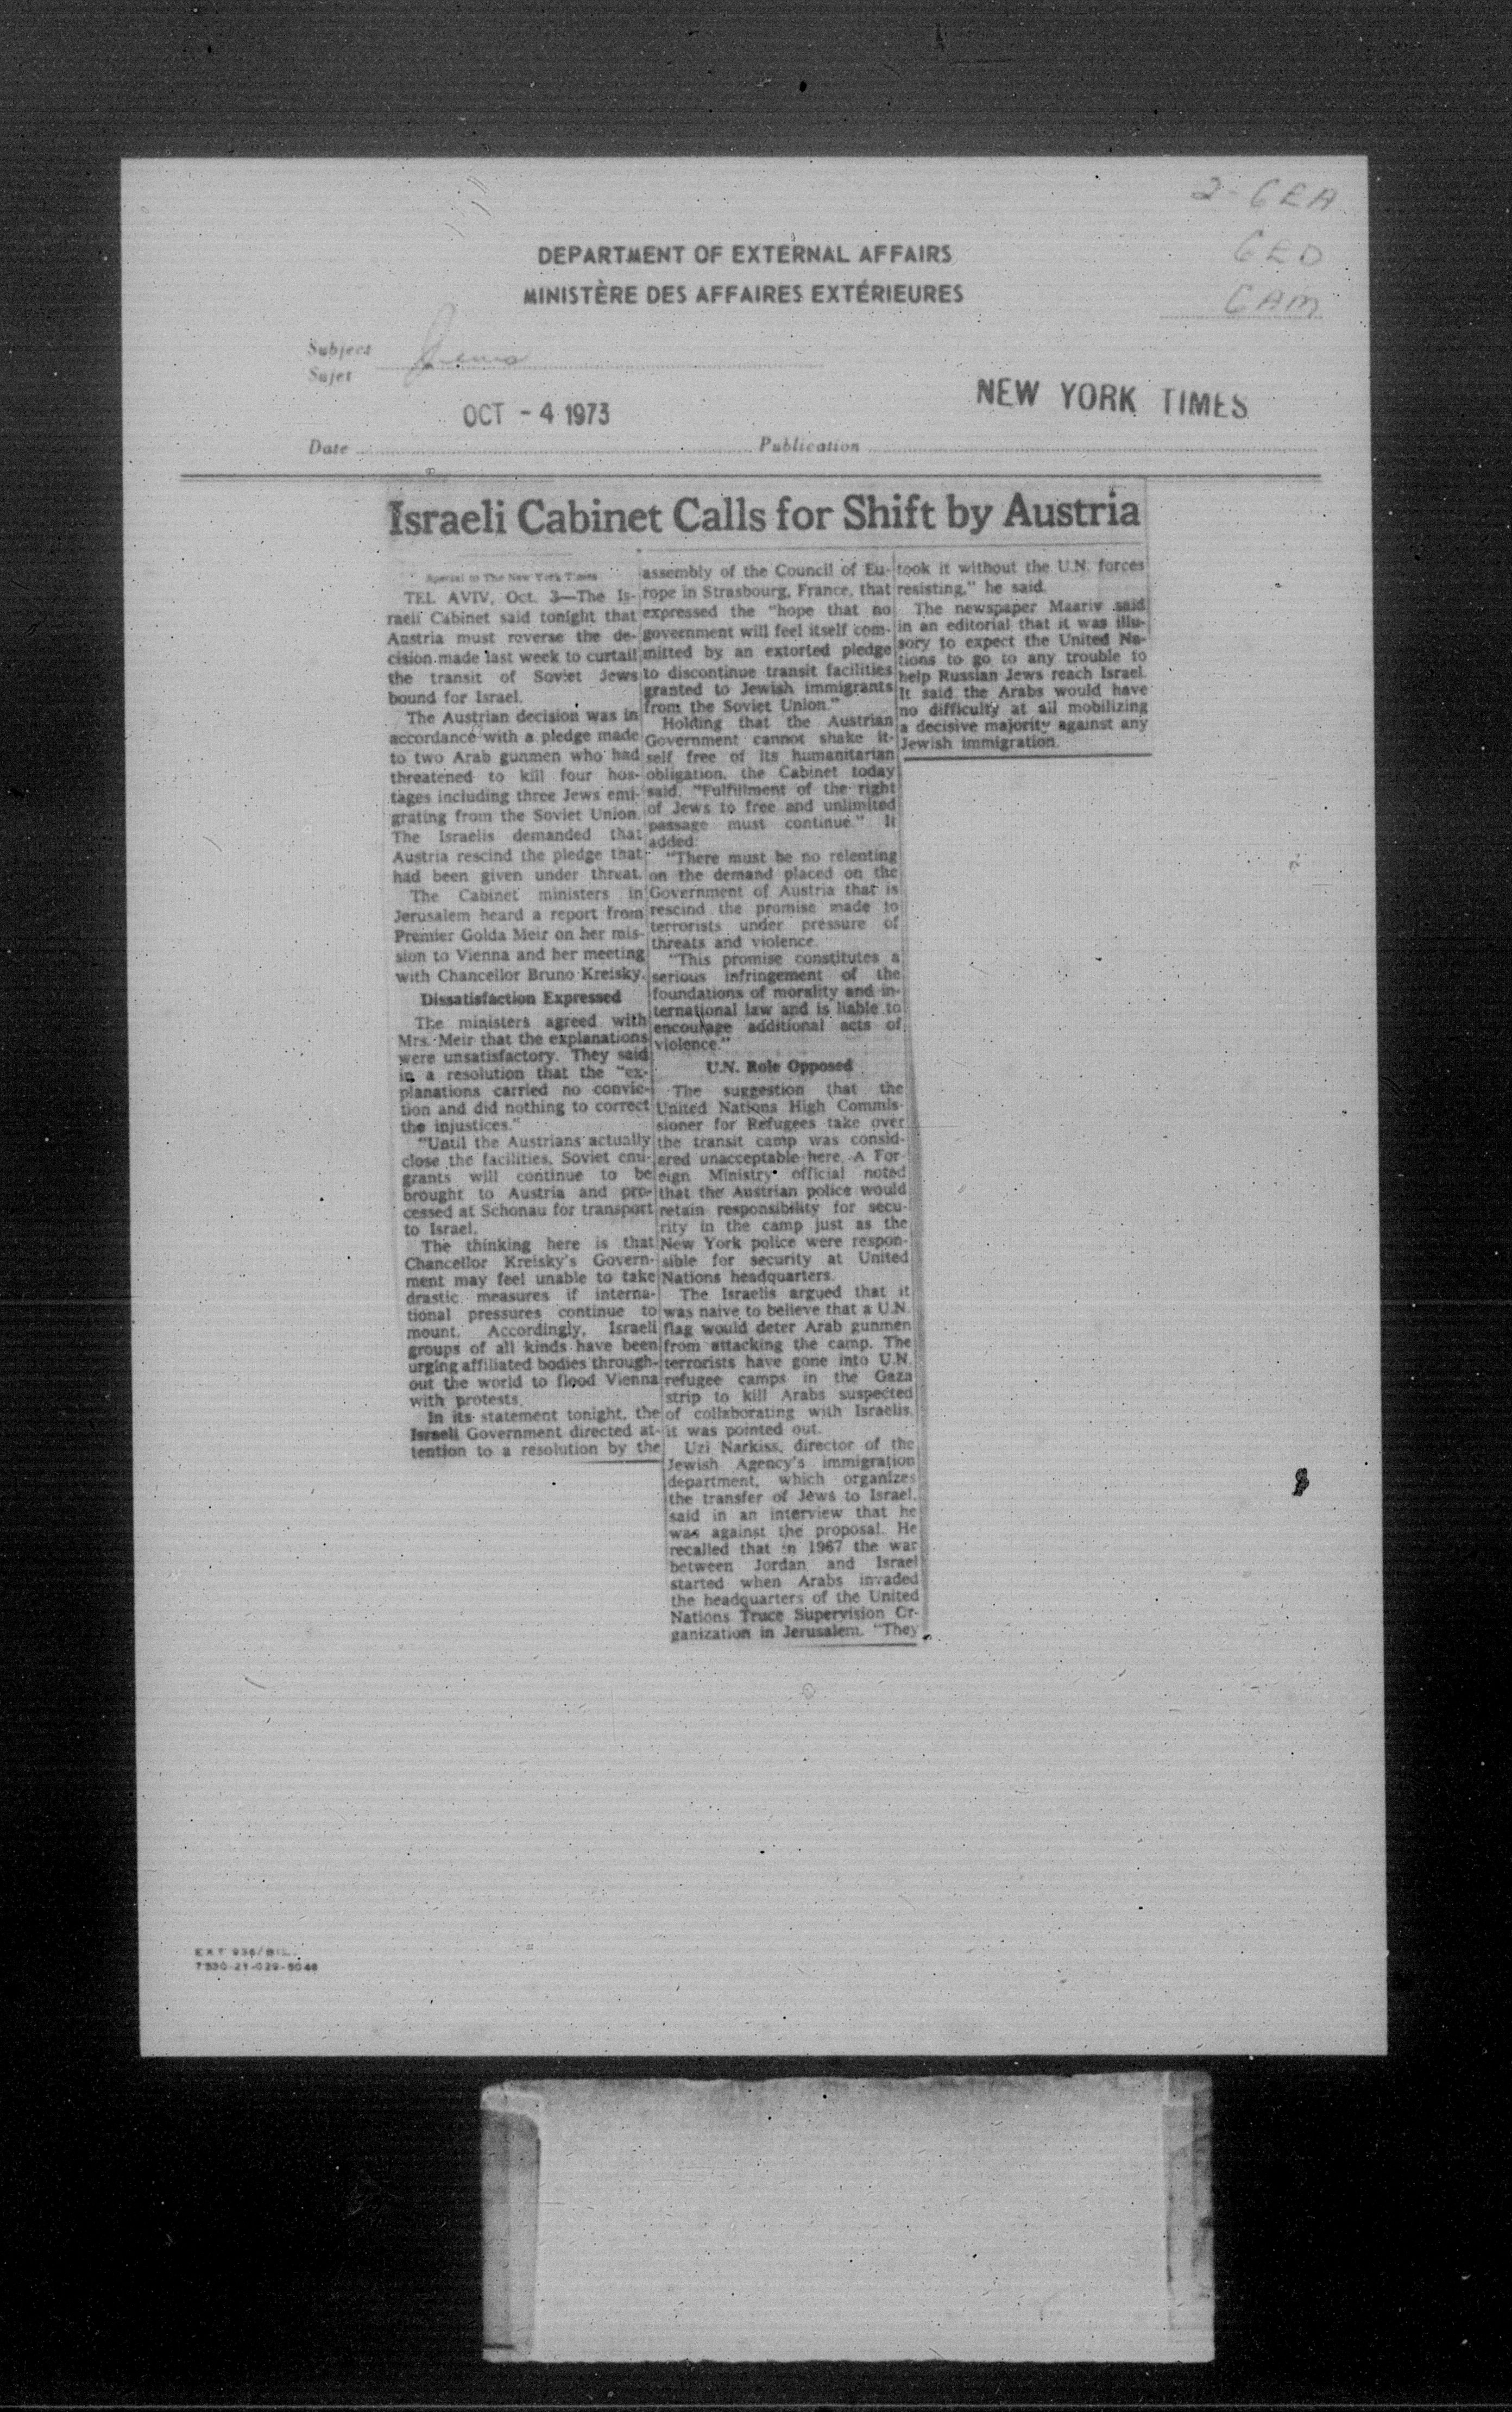 2-GEA
GED
GAM
DEPARTMENT OF EXTERNAL AFFAIRS
MINISTÈRE DES AFFAIRES EXTÉRIEURES
Subject
Sujet
Jews
OCT - 4 1973
NEW YORK TIMES
Date
Publication
Israeli Cabinet Calls for Shift by Austria
Special to The New York Times
TEL AVIV, Oct. 3—The Is-
raeli Cabinet said tonight that
Austria must reverse the de-
cision made last week to curtail
the transit of Soviet Jews
bound for Israel.
The Austrian decision was in
accordance with a pledge made
to two Arab gunmen who had
threatened to kill four hos-
tages including three Jews emi-
grating from the Soviet Union.
The Israelis demanded that
Austria rescind the pledge that
had been given under threat.
The Cabinet ministers in
Jerusalem heard a report from
Premier Golda Meir on her mis-
sion to Vienna and her meeting
with Chancellor Bruno Kreisky.
Dissatisfaction Expressed
The ministers agreed with
Mrs. Meir that the explanations
were unsatisfactory. They said
in a resolution that the "ex-
planations carried no convic-
tion and did nothing to correct
the injustices."
"Until the Austrians actually
close the facilities, Soviet emi-
grants will continue to be
brought to Austria and pro-
cessed at Schonau for transport
to Israel.
The thinking here is that
Chancellor Kreisky's Govern-
ment may feel unable to take
drastic measures if interna-
tional pressures continue to
mount. Accordingly, Israeli
groups of all kinds have been
urging affiliated bodies through-
out the world to flood Vienna
with protests.
In its statement tonight, the
Israeli Government directed at-
tention to a resolution by the
assembly of the Council of Eu-
rope in Strasbourg, France, that
expressed the "hope that no
government will feel itself com-
mitted by an extorted pledge
to discontinue transit facilities
granted to Jewish immigrants
from the Soviet Union."
Holding that the Austrian
Government cannot shake it-
self free of its humanitarian
obligation, the Cabinet today
said, "Fulfillment of the right
of Jews to free and unlimited
passage must continue." It
added:
"There must be no relenting
on the demand placed on the
Government of Austria that is
rescind the promise made to
terrorists under pressure of
threats and violence.
"This promise constitutes a
serious infringement of the
foundations of morality and in-
ternational law and is liable to
encourage additional acts of
violence."
U.N. Role Opposed
The suggestion that the
United Nations High Commis-
sioner for Refugees take over
the transit camp was consid-
ered unacceptable here. A For-
eign Ministry official noted
that the Austrian police would
retain responsibility for secu-
rity in the camp just as the
New York police were respon-
sible for security at United
Nations headquarters.
The Israelis argued that it
was naive to believe that a U.N.
flag would deter Arab gunmen
from attacking the camp. The
terrorists have gone into U.N.
refugee camps in the Gaza
strip to kill Arabs suspected
of collaborating with Israelis,
it was pointed out.
Uzi Narkiss, director of the
Jewish Agency's immigration
department, which organizes
the transfer of Jews to Israel,
said in an interview that he
was against the proposal. He
recalled that in 1967 the war
between Jordan and Israel
started when Arabs invaded
the headquarters of the United
Nations Truce Supervision Or-
ganization in Jerusalem. "They
took it without the U.N. forces
resisting," he said.
The newspaper Maariv said
in an editorial that it was illu-
sory to expect the United Na-
tions to go to any trouble to
help Russian Jews reach Israel.
It said the Arabs would have
no difficulty at all mobilizing
a decisive majority against any
Jewish immigration.
EXT 936/BIL.
7530-21-029-5046